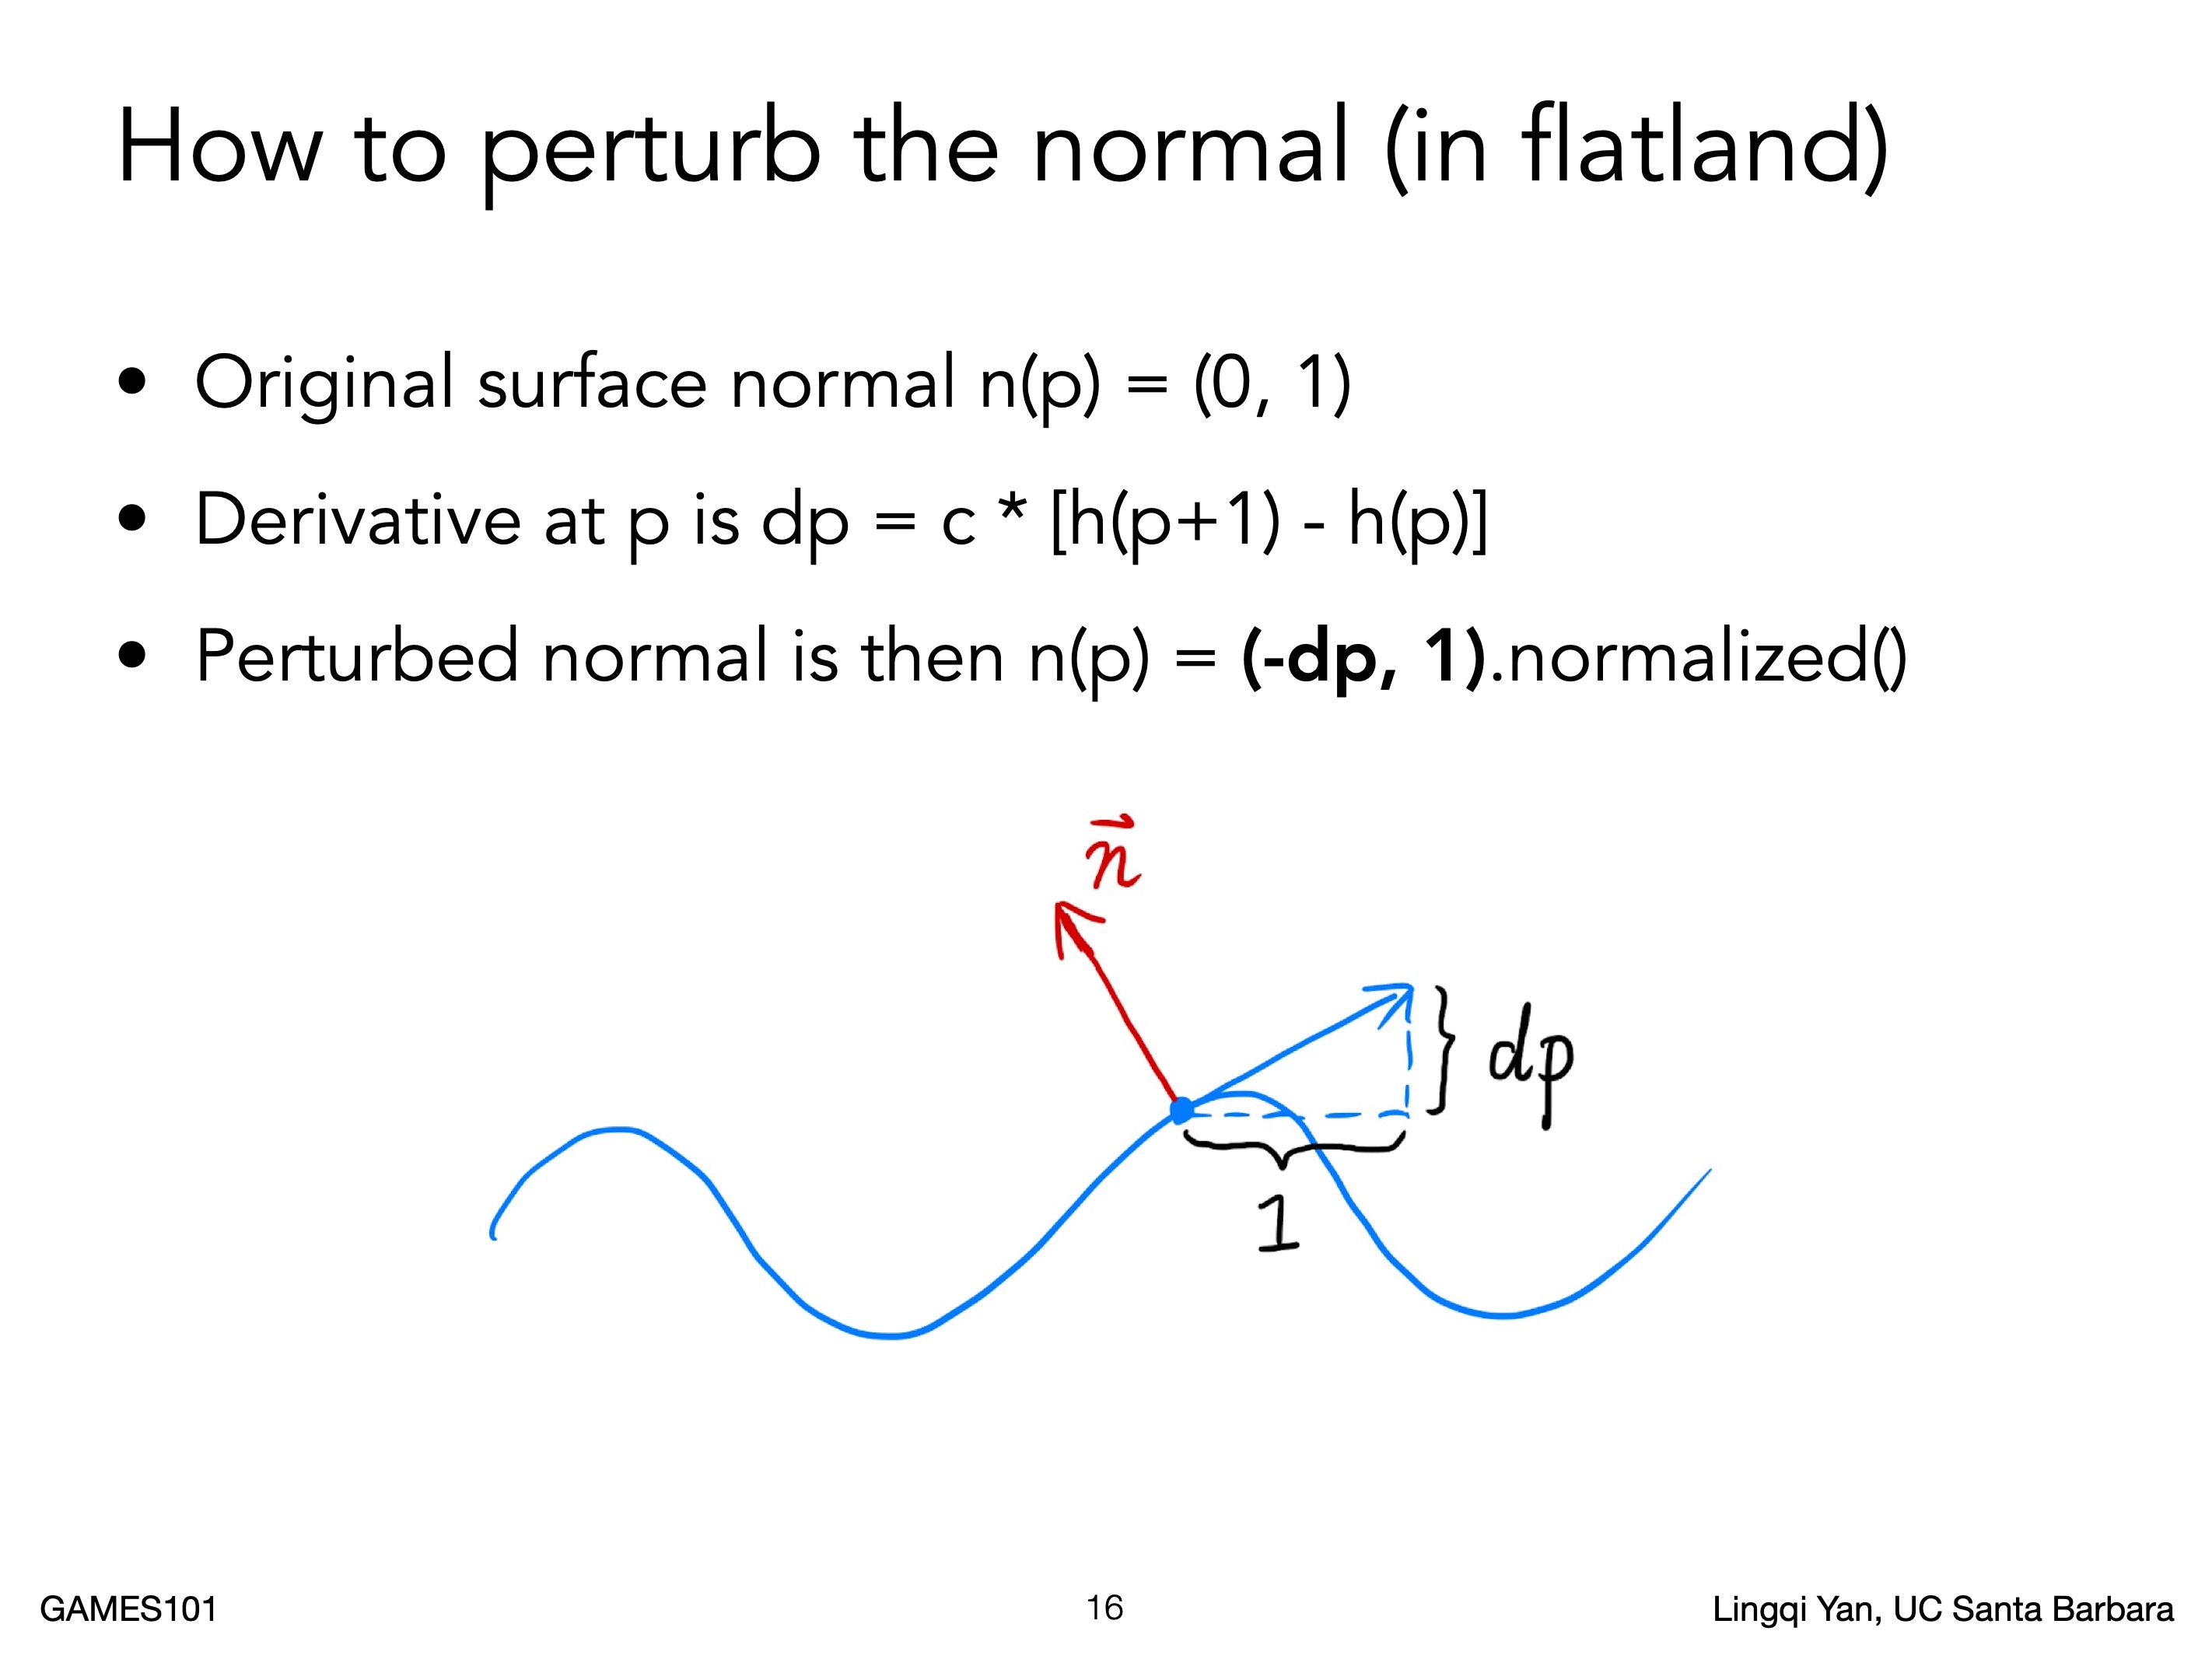 How to perturb the normal (in flatland)
• Original surface normal n(p) = (0, 1)
• Derivative at p is dp = c * [h(p+1) - h(p)]
• Perturbed normal is then n(p) = (-dp, 1).normalized()
n⃗
dp
1
GAMES101
16
Lingqi Yan, UC Santa Barbara